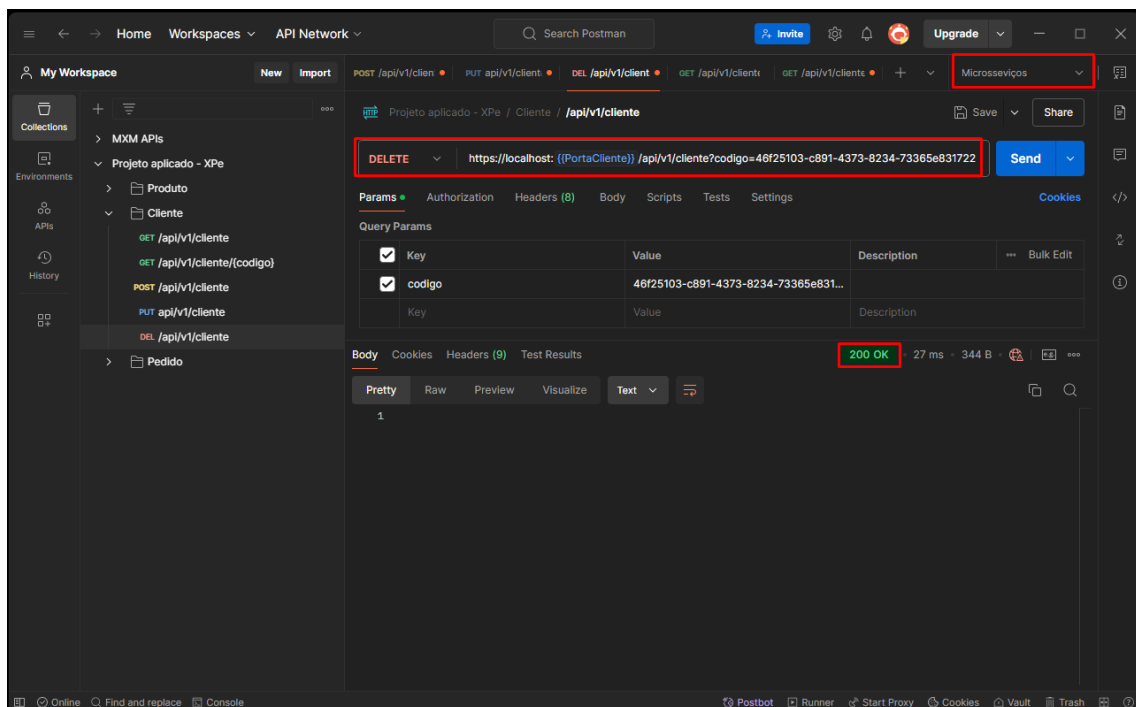 Home Workspaces API Network Search Postman Invite Upgrade
My Workspace New Import POST /api/v1/clien PUT api/v1/client DEL /api/v1/client GET /api/v1/cliente GET /api/v1/cliente Microsseviços
Collections
Environments
APIs
History
MXM APIs
Projeto aplicado - XPe
Produto
Cliente
GET /api/v1/cliente
GET /api/v1/cliente/{codigo}
POST /api/v1/cliente
PUT api/v1/cliente
DEL /api/v1/cliente
Pedido
HTTP Projeto aplicado - XPe / Cliente / /api/v1/cliente Save Share
DELETE https://localhost: {{PortaCliente}} /api/v1/cliente?codigo=46f25103-c891-4373-8234-73365e831722 Send
Params Authorization Headers (8) Body Scripts Tests Settings Cookies
Query Params
Key Value Description Bulk Edit
codigo 46f25103-c891-4373-8234-73365e831...
Key Value Description
Body Cookies Headers (9) Test Results 200 OK 27 ms 344 B e.g.
Pretty Raw Preview Visualize Text
1
Online Find and replace Console Postbot Runner Start Proxy Cookies Vault Trash